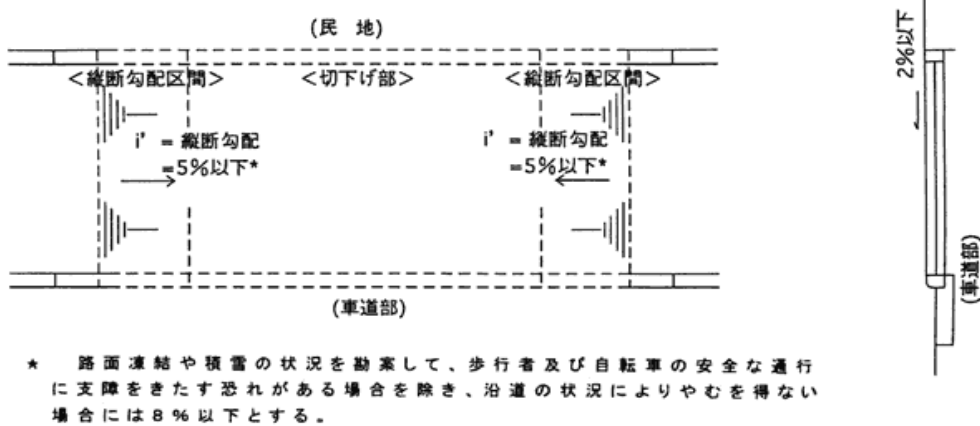 (民 地)
<縦断勾配区間> <切下げ部> <縦断勾配区間>
i' = 縦断勾配
=5%以下*
i' = 縦断勾配
=5%以下*
(車道部)
2%以下
(車道部)
* 路面凍結や積雪の状況を勘案して、歩行者及び自転車の安全な通行
に支障をきたす恐れがある場合を除き、沿道の状況によりやむを得ない
場合には8%以下とする。